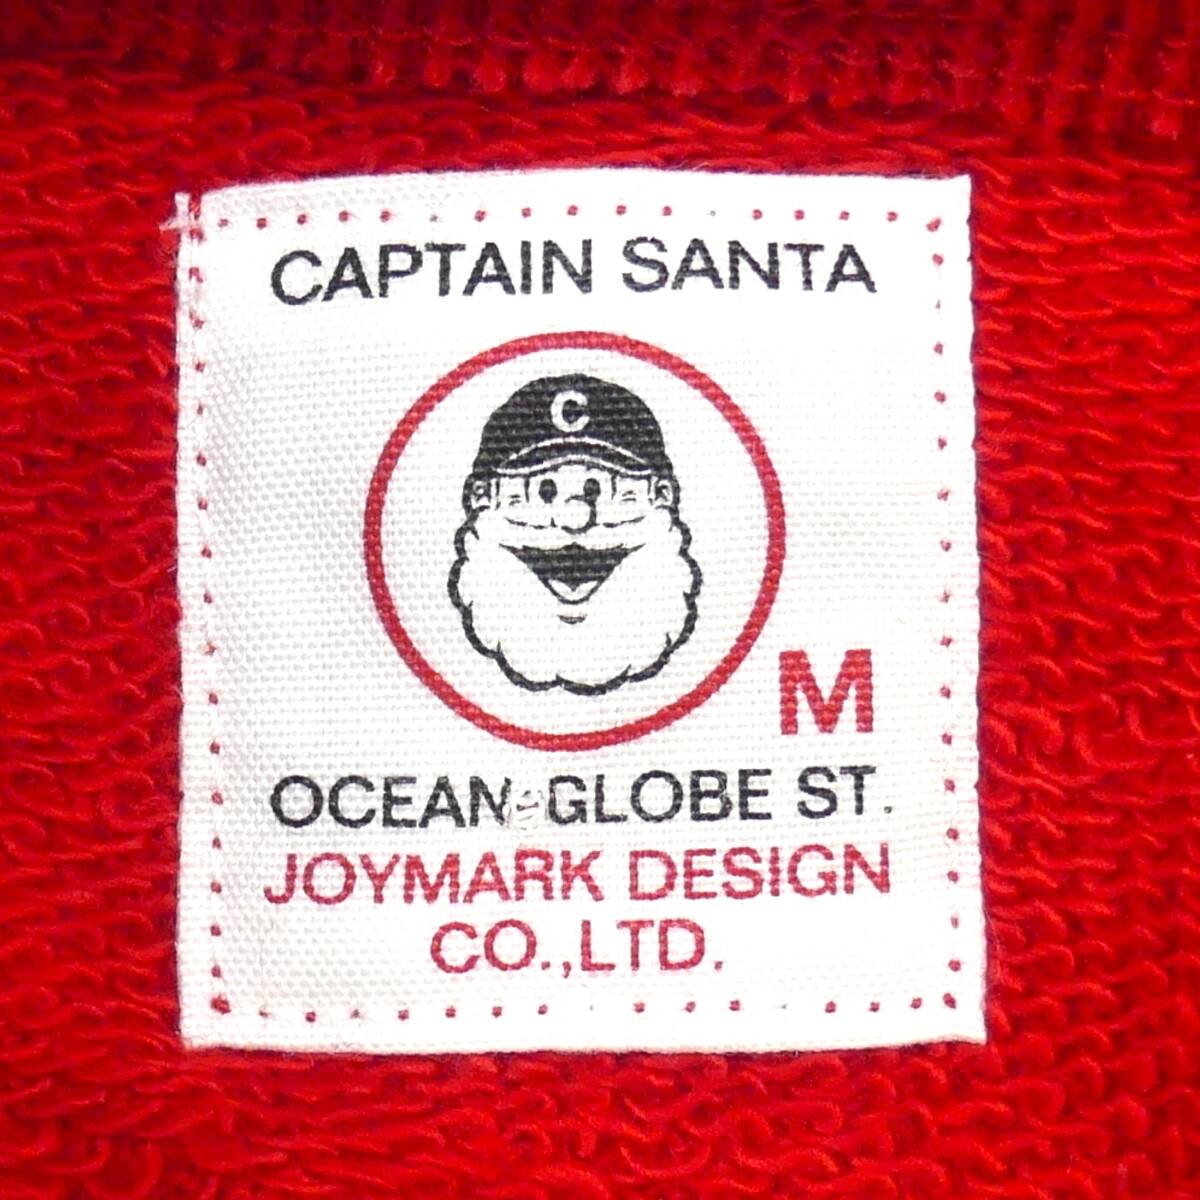 CAPTAIN SANTA
C
M
OCEAN GLOBE ST.
JOYMARK DESIGN
CO.,LTD.